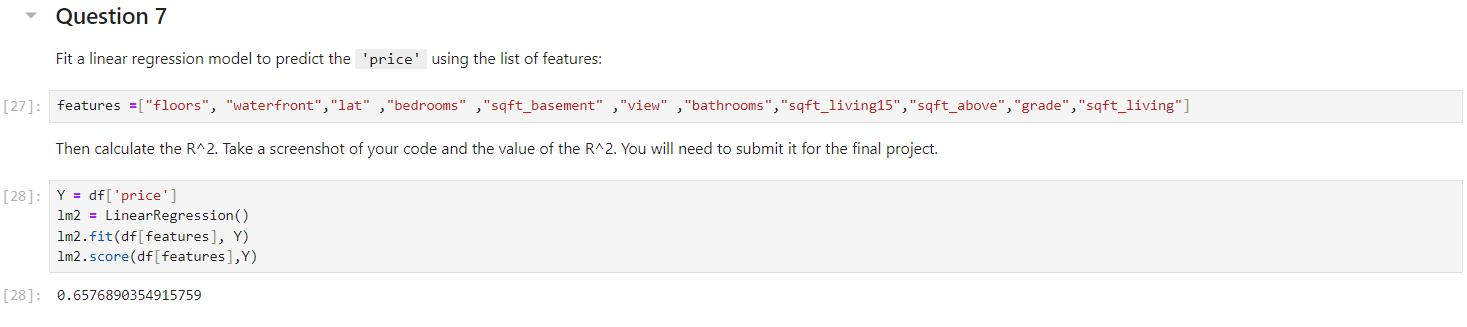 Question 7
Fit a linear regression model to predict the 'price' using the list of features:
[27]: features =["floors", "waterfront","lat" ,"bedrooms" ,"sqft_basement" ,"view" ,"bathrooms","sqft_living15","sqft_above","grade","sqft_living"]
Then calculate the R^2. Take a screenshot of your code and the value of the R^2. You will need to submit it for the final project.
[28]: Y = df['price']
lm2 = LinearRegression()
lm2.fit(df[features], Y)
lm2.score(df[features],Y)
[28]: 0.6576890354915759